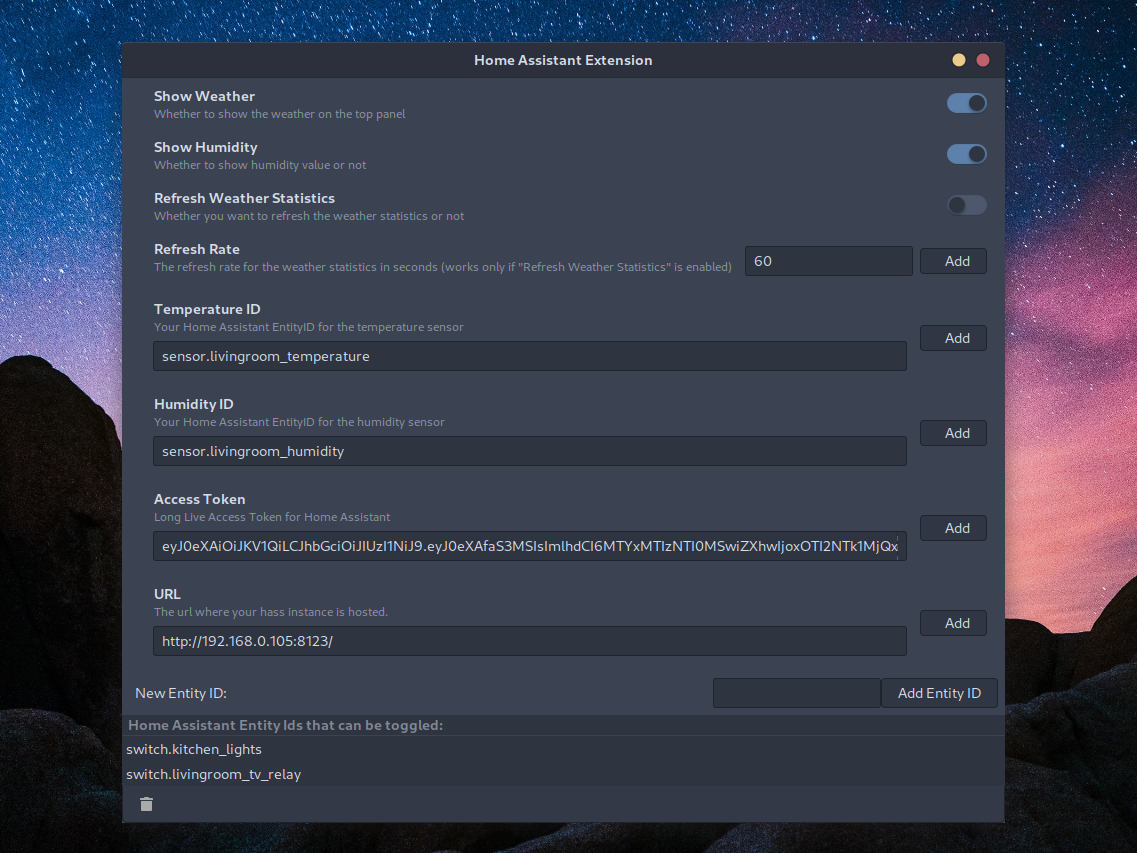 Home Assistant Extension
Show Weather
Whether to show the weather on the top panel
Show Humidity
Whether to show humidity value or not
Refresh Weather Statistics
Whether you want to refresh the weather statistics or not
Refresh Rate
The refresh rate for the weather statistics in seconds (works only if "Refresh Weather Statistics" is enabled)
60
Add
Temperature ID
Your Home Assistant EntityID for the temperature sensor
sensor.livingroom_temperature
Add
Humidity ID
Your Home Assistant EntityID for the humidity sensor
sensor.livingroom_humidity
Add
Access Token
Long Live Access Token for Home Assistant
eyJ0eXAiOiJKV1QiLCJhbGciOiJIUzI1NiJ9.eyJ0eXAfaS3MSIsImlhdCI6MTYxMTIzNTI0MSwiZXhwIjoxOTI2NTk1MjQx
Add
URL
The url where your hass instance is hosted.
http://192.168.0.105:8123/
Add
New Entity ID:
Add Entity ID
Home Assistant Entity Ids that can be toggled:
switch.kitchen_lights
switch.livingroom_tv_relay